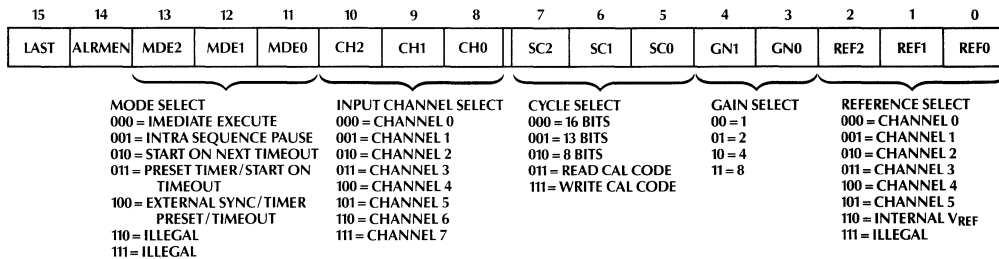 15 14 13 12 11 10 9 8 7 6 5 4 3 2 1 0
LAST ALRMEN MDE2 MDE1 MDE0 CH2 CH1 CH0 SC2 SC1 SC0 GN1 GN0 REF2 REF1 REF0
MODE SELECT
000 = IMEDIATE EXECUTE
001 = INTRA SEQUENCE PAUSE
010 = START ON NEXT TIMEOUT
011 = PRESET TIMER/START ON
TIMEOUT
100 = EXTERNAL SYNC/TIMER
PRESET/TIMEOUT
110 = ILLEGAL
111 = ILLEGAL
INPUT CHANNEL SELECT
000 = CHANNEL 0
001 = CHANNEL 1
010 = CHANNEL 2
011 = CHANNEL 3
100 = CHANNEL 4
101 = CHANNEL 5
110 = CHANNEL 6
111 = CHANNEL 7
CYCLE SELECT
000 = 16 BITS
001 = 13 BITS
010 = 8 BITS
011 = READ CAL CODE
111 = WRITE CAL CODE
GAIN SELECT
00 = 1
01 = 2
10 = 4
11 = 8
REFERENCE SELECT
000 = CHANNEL 0
001 = CHANNEL 1
010 = CHANNEL 2
011 = CHANNEL 3
100 = CHANNEL 4
101 = CHANNEL 5
110 = INTERNAL VREF
111 = ILLEGAL